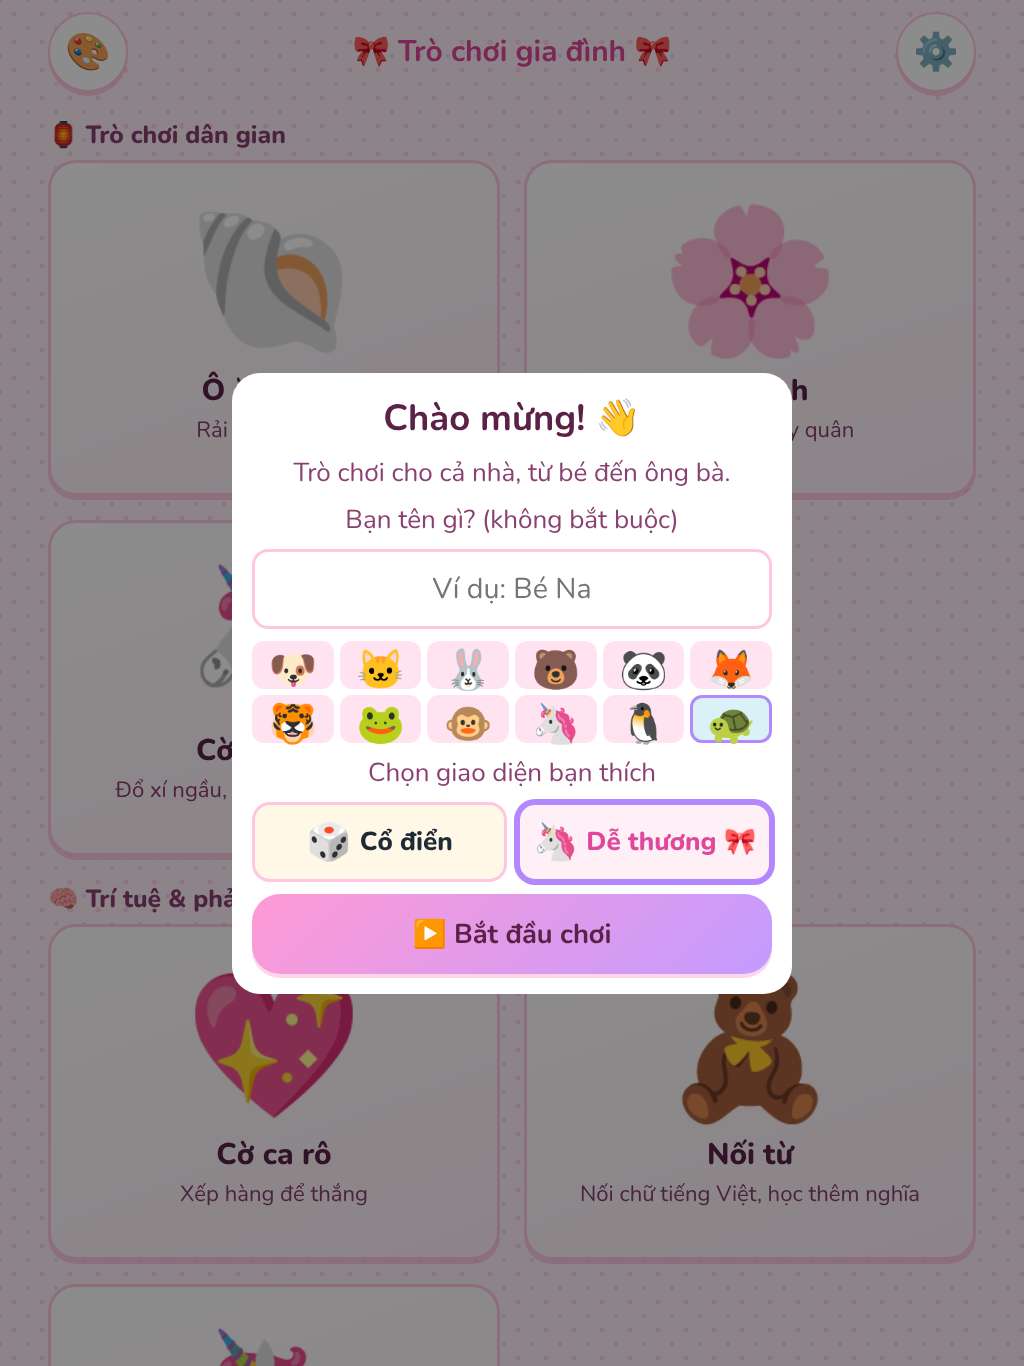 Trò chơi gia đình
Trò chơi dân gian
Ô
Rải
quân
Cờ
Đổ xí ngầu,
Chào mừng!
Trò chơi cho cả nhà, từ bé đến ông bà.
Bạn tên gì? (không bắt buộc)
Ví dụ: Bé Na
Chọn giao diện bạn thích
Cổ điển
Dễ thương
Bắt đầu chơi
Trí tuệ &
Cờ ca rô
Xếp hàng để thắng
Nối từ
Nối chữ tiếng Việt, học thêm nghĩa